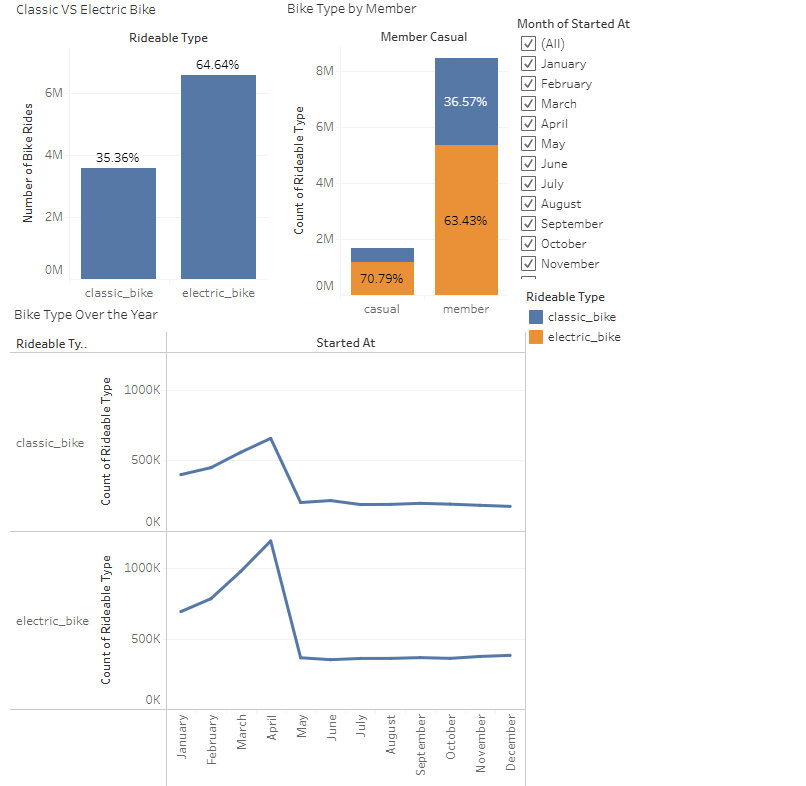 Classic VS Electric Bike
Rideable Type
Number of Bike Rides
6M
4M
2M
0M
35.36%
64.64%
classic_bike
electric_bike
Bike Type by Member
Member Casual
Count of Rideable Type
8M
6M
4M
2M
0M
36.57%
63.43%
70.79%
casual
member
Month of Started At
(All)
January
February
March
April
May
June
July
August
September
October
November
Rideable Type
classic_bike
electric_bike
Bike Type Over the Year
Rideable Ty..
Started At
classic_bike
Count of Rideable Type
1000K
500K
0K
electric_bike
Count of Rideable Type
1000K
500K
0K
January
February
March
April
May
June
July
August
September
October
November
December